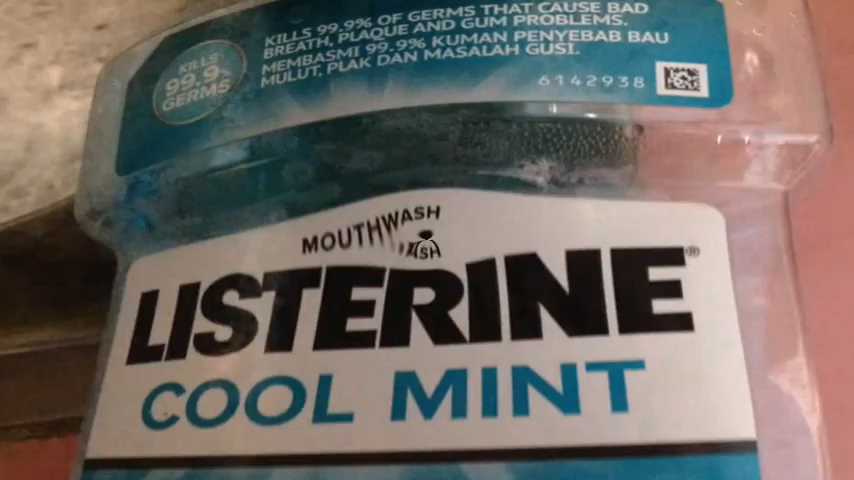 KILLS 99.9% OF GERMS THAT CAUSE BAD
BREATH, PLAQUE AND GUM PROBLEMS.
MEMBASMI 99.9% KUMAN PENYEBAB BAU
MULUT, PLAK DAN MASALAH GUSI.
KILLS
99.9%
GERMS
6142938
MOUTHWASH
LISTERINE®
COOL MINT